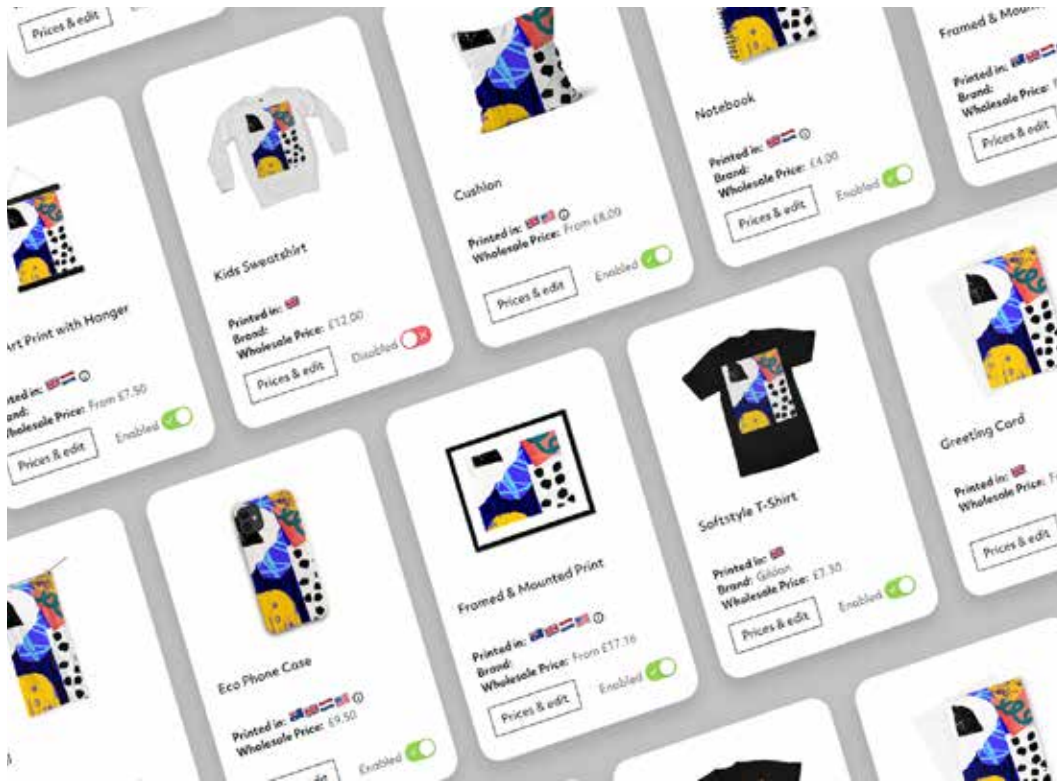 Prices & edit
Kids Sweatshirt
Printed in:
Brand:
Wholesale Price: £12.00
Prices & edit
Disabled
Cushion
Printed in:
Wholesale Price: From £8.00
Prices & edit
Enabled
Notebook
Printed in:
Brand:
Wholesale Price: £4.00
Prices & edit
Enabled
Framed &
Printed in:
Brand:
Wholesale Price:
Prices & edit
Art Print with Hanger
Wholesale Price: From £7.50
Prices & edit
Enabled
Eco Phone Case
Printed in:
£9.50
Enabled
Framed & Mounted Print
Printed in:
Brand:
Wholesale Price: From £17.16
Prices & edit
Enabled
Softstyle T-Shirt
Printed in:
Brand: Gildan
Wholesale Price: £7.50
Prices & edit
Enabled
Greeting Card
Printed in:
Wholesale Price:
Prices & edit